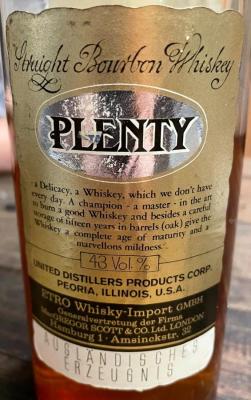 Straight Bourbon Whiskey
PLENTY
a Delicacy, a Whiskey, which we don't have
every day. A champion - a master - in the art
to burn a good Whiskey and besides a careful
storage of fifteen years in barrels (oak) give the
Whiskey a complete age of maturity and a
marvellons mildness.
43 Vol. %
UNITED DISTILLERS PRODUCTS CORP.
PEORIA, ILLINOIS, U.S.A.
ETRO Whisky-Import GMBH
Generalvertretung der Firma
MacGREGOR SCOTT & CO. Ltd. LONDON
Hamburg 1 · Amsinckstr. 32
AUSLÄNDISCHES
ERZEUGNIS